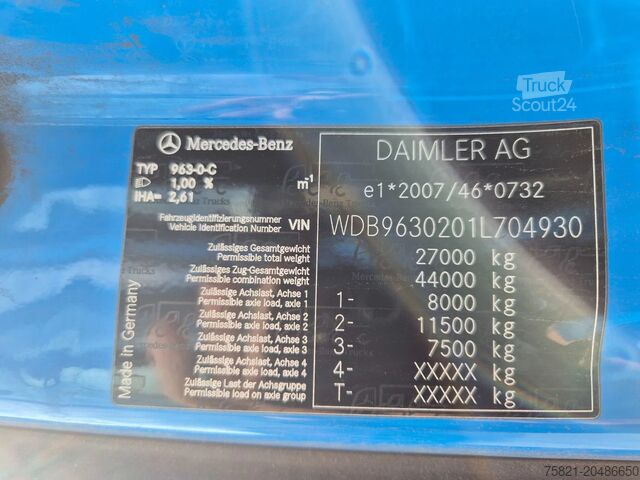 Truck
Scout24
Mercedes-Benz
DAIMLER AG
TYP 963-0-C
1,00 % m-1
IHA= 2,61
e1*2007/46*0732
Fahrzeugidentifizierungsnummer
Vehicle Identification Number VIN WDB9630201L704930
Zulässiges Gesamtgewicht
Permissible total weight 27000 kg
Zulässiges Zug-Gesamtgewicht
Permissible combination weight 44000 kg
Zulässige Achslast, Achse 1
Permissible axle load, axle 1 1- 8000 kg
Zulässige Achslast, Achse 2
Permissible axle load, axle 2 2- 11500 kg
Zulässige Achslast, Achse 3
Permissible axle load, axle 3 3- 7500 kg
Zulässige Achslast, Achse 4
Permissible axle load, axle 4 4- XXXXX kg
Zulässige Last der Achsgruppe
Permissible load on axle group T- XXXXX kg
Made in Germany
75821-20486650